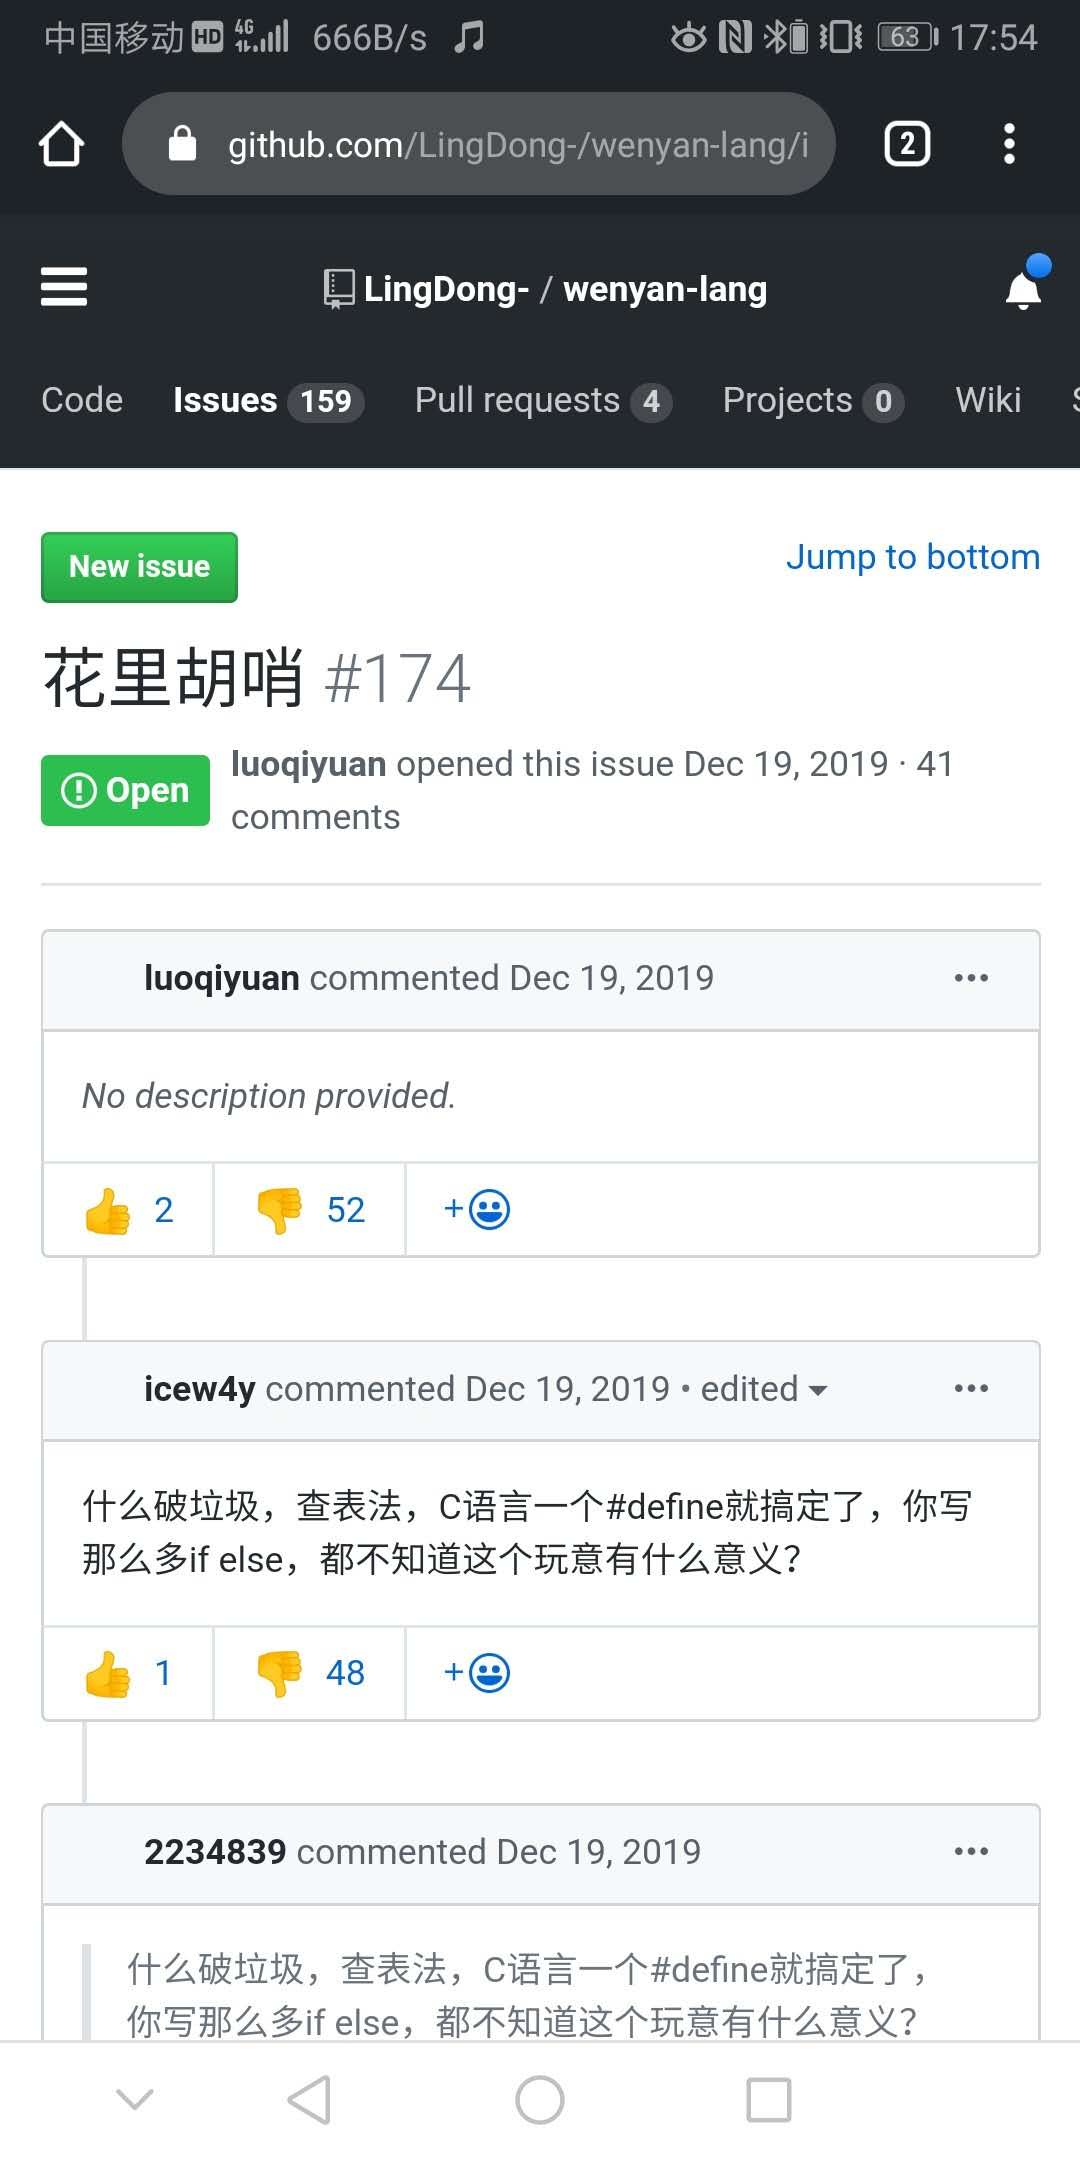 中国移动 HD 4G 666B/s 63 17:54
github.com/LingDong-/wenyan-lang/i 2
LingDong- / wenyan-lang
Code Issues 159 Pull requests 4 Projects 0 Wiki
New issue Jump to bottom
花里胡哨 #174
Open luoqiyuan opened this issue Dec 19, 2019 · 41
comments
luoqiyuan commented Dec 19, 2019
No description provided.
👍 2 👎 52 +😀
icew4y commented Dec 19, 2019 • edited
什么破垃圾，查表法，C语言一个#define就搞定了，你写
那么多if else，都不知道这个玩意有什么意义？
👍 1 👎 48 +😀
2234839 commented Dec 19, 2019
什么破垃圾，查表法，C语言一个#define就搞定了，
你写那么多if else，都不知道这个玩意有什么意义？